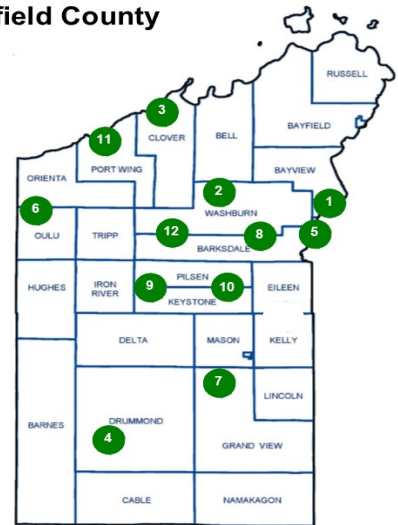 field County
RUSSELL
3
11
CLOVER
BELL
BAYFIELD
PORT WING
BAYVIEW
ORIENTA
2
1
6
WASHBURN
12
8
5
OULU
TRIPP
BARKSDALE
HUGHES
IRON
RIVER
9
PILSEN
10
EILEEN
KEYSTONE
DELTA
MASON
KELLY
7
LINCOLN
BARNES
DRUMMOND
4
GRAND VIEW
CABLE
NAMAKAGON